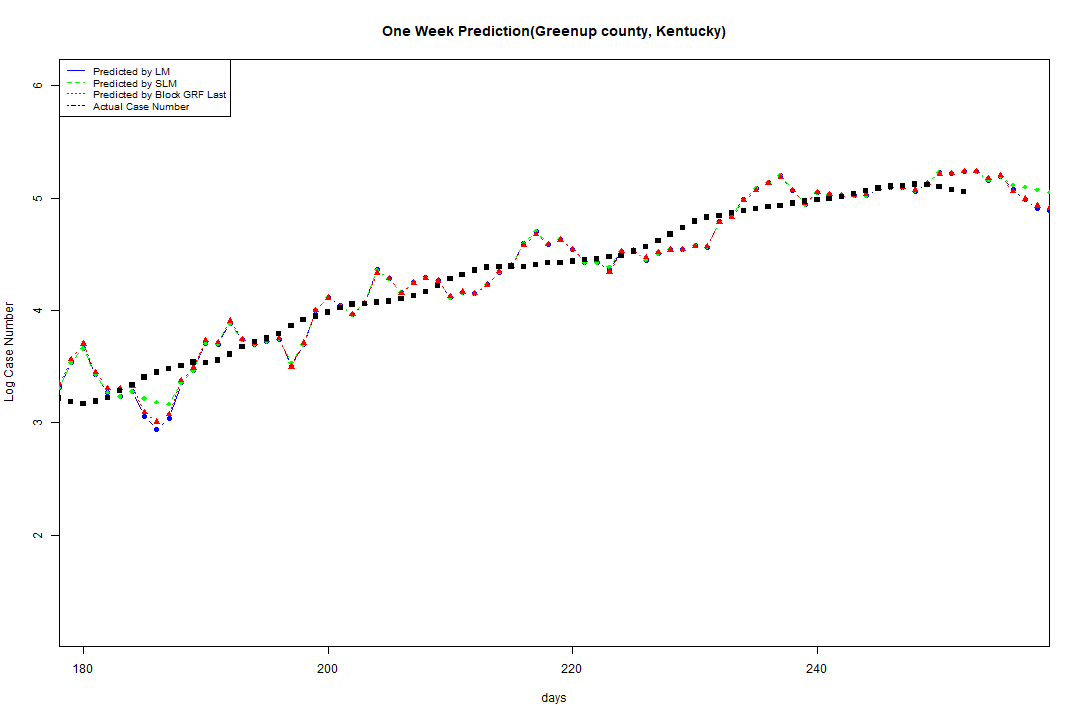 One Week Prediction(Greenup county, Kentucky)
Predicted by LM
Predicted by SLM
Predicted by Block GRF Last
Actual Case Number
6
5
4
3
2
Log Case Number
180 200 220 240
days